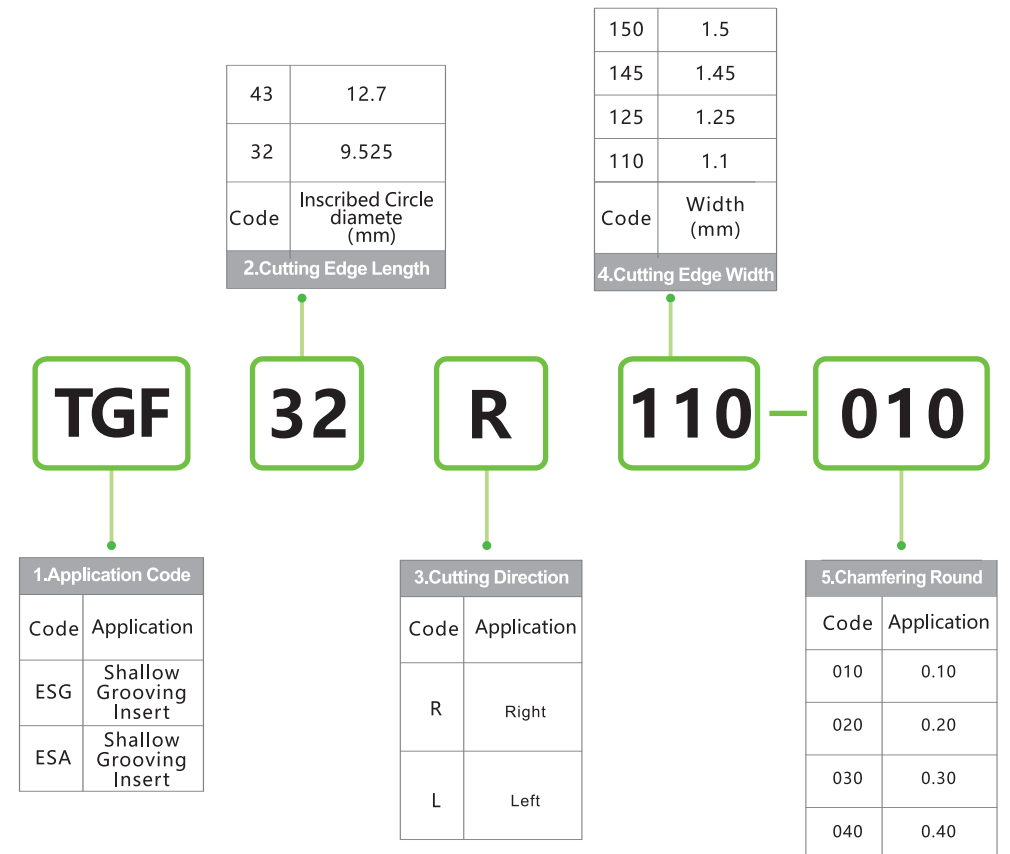 150 1.5
145 1.45
125 1.25
110 1.1
Code Width
(mm)
4.Cutting Edge Width
43 12.7
32 9.525
Code Inscribed Circle
diamete
(mm)
2.Cutting Edge Length
TGF 32 R 110 — 010
1.Application Code
Code Application
ESG Shallow
Grooving
Insert
ESA Shallow
Grooving
Insert
3.Cutting Direction
Code Application
R Right
L Left
5.Chamfering Round
Code Application
010 0.10
020 0.20
030 0.30
040 0.40